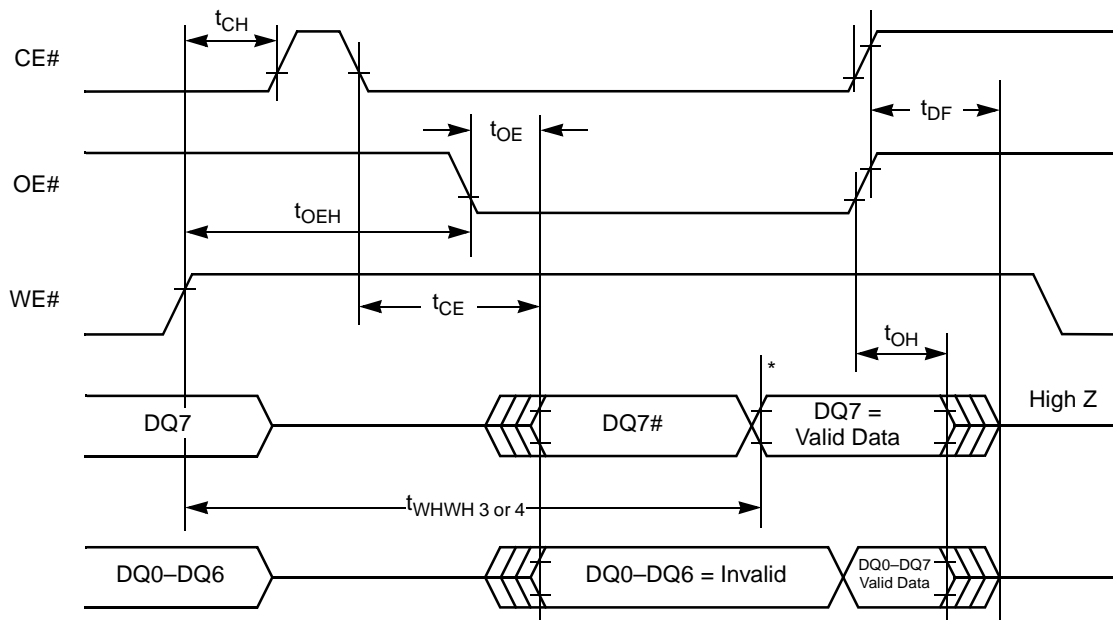 tCH
CE#
tDF
tOE
OE#
tOEH
WE#
tCE
tOH
*
DQ7
DQ7#
DQ7 =
Valid Data
High Z
tWHWH 3 or 4
DQ0–DQ6
DQ0–DQ6 = Invalid
DQ0–DQ7
Valid Data